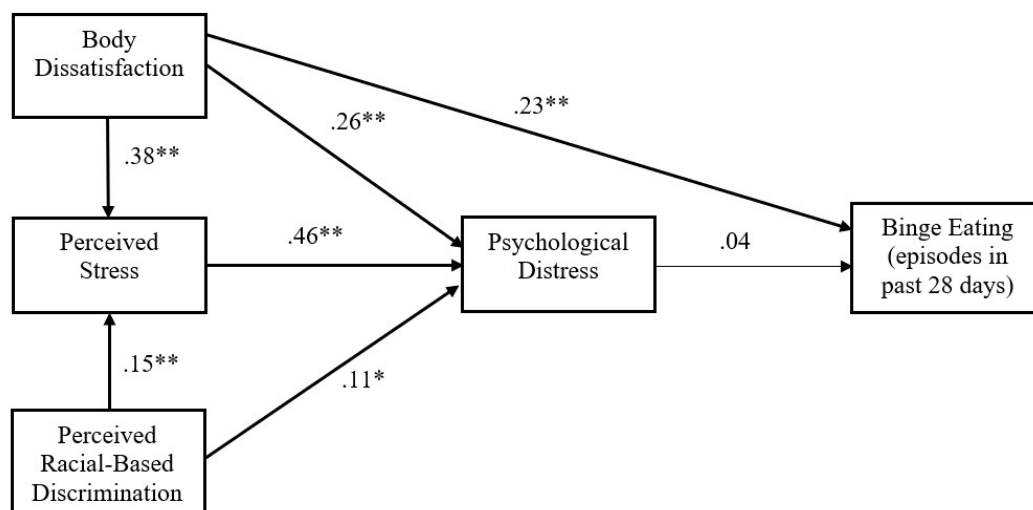 Body
Dissatisfaction
.23**
.26**
.38**
Perceived
Stress
.46**
Psychological
Distress
.04
Binge Eating
(episodes in
past 28 days)
.15**
.11*
Perceived
Racial-Based
Discrimination